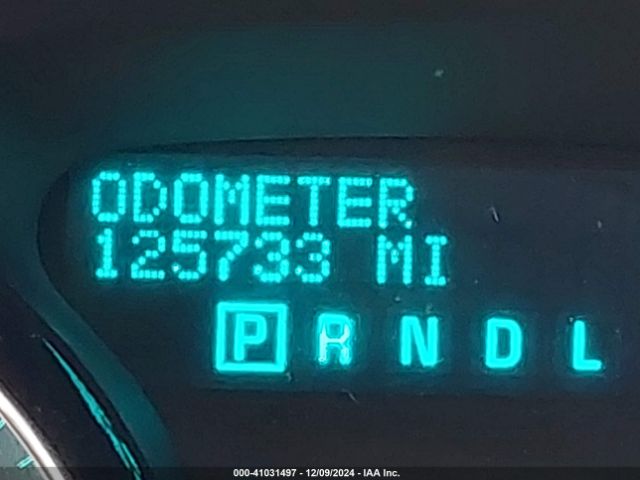 ODOMETER
125733 MI
P R N D L
000-41031497 - 12/09/2024 - IAA Inc.